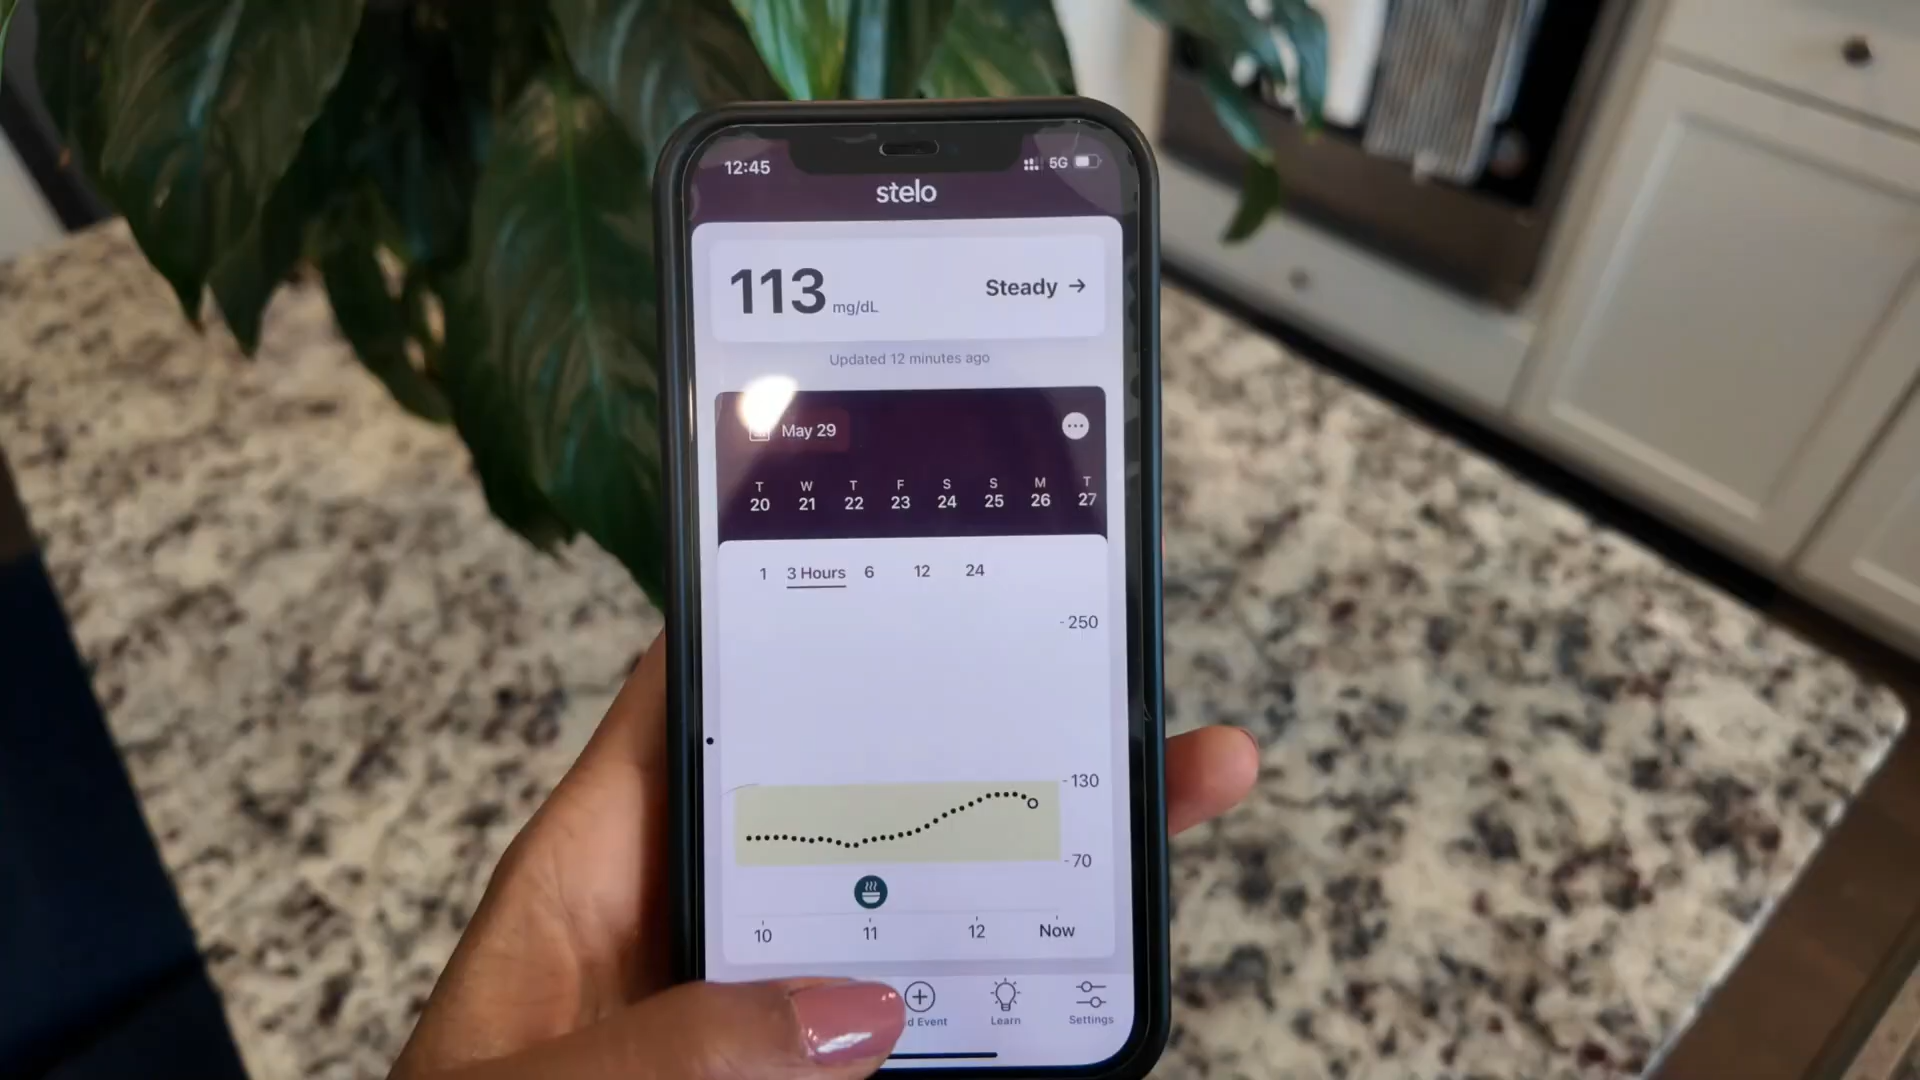 12:45 5G
stelo
113 mg/dL Steady →
Updated 12 minutes ago
May 29
T W T F S S M T
20 21 22 23 24 25 26 27
1 3 Hours 6 12 24
250
130
70
10 11 12 Now
d Event Learn Settings